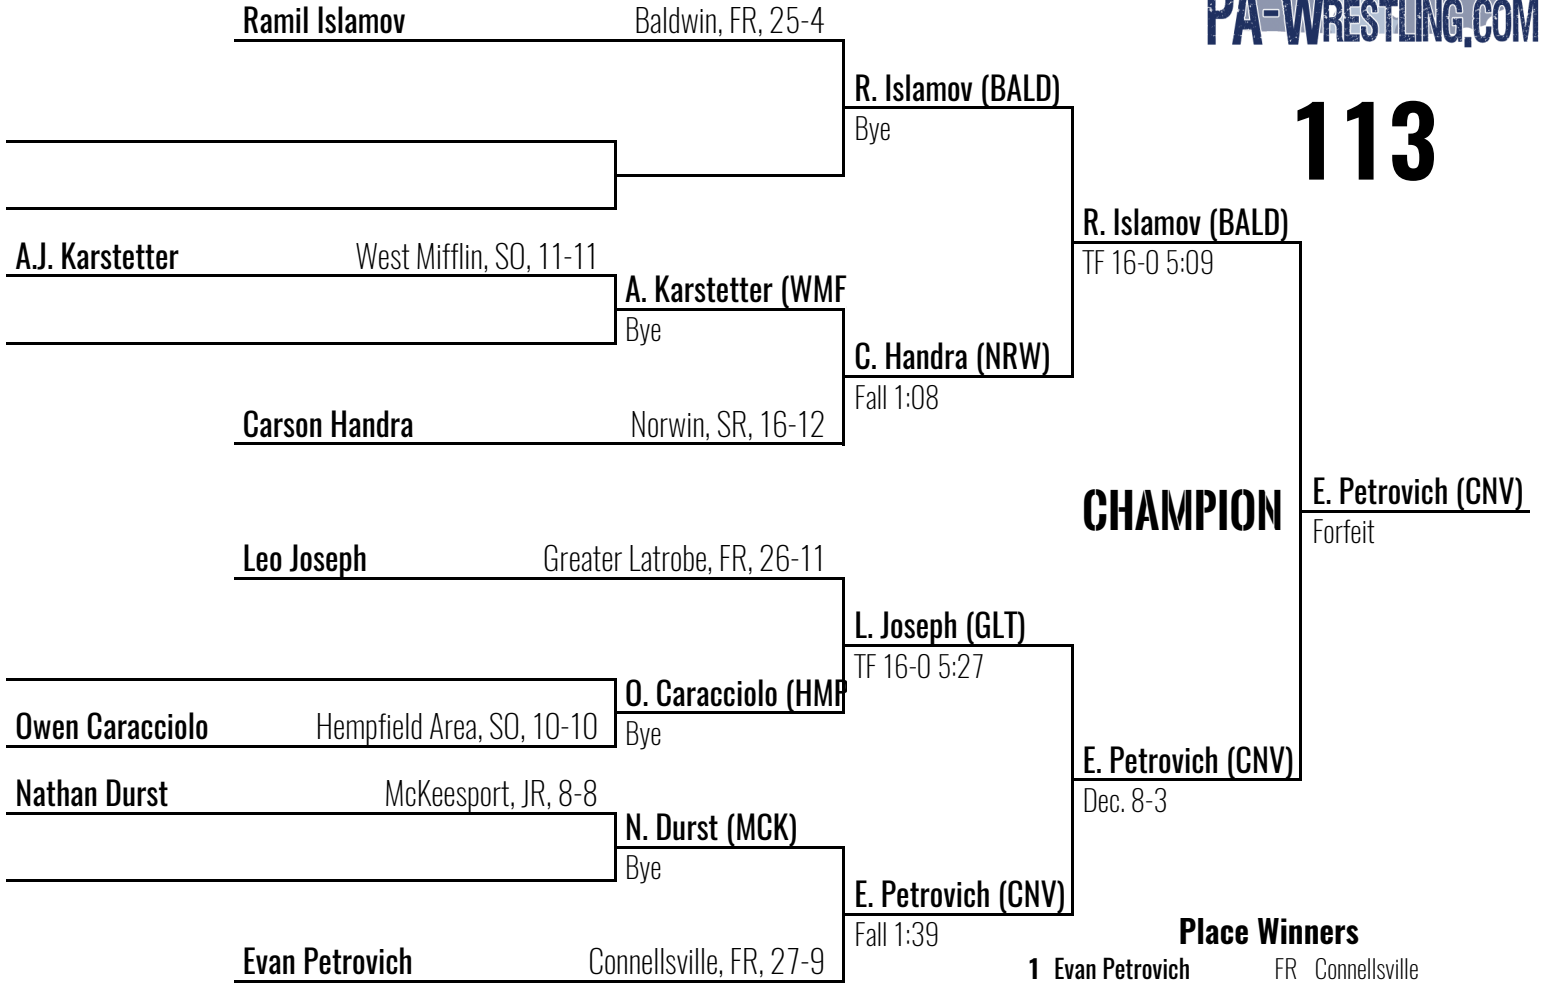 Ramil Islamov Baldwin, FR, 25-4
PA-WRESTLING.COM
R. Islamov (BALD)
Bye
113
R. Islamov (BALD)
TF 16-0 5:09
A.J. Karstetter West Mifflin, SO, 11-11
A. Karstetter (WMF
Bye
C. Handra (NRW)
Fall 1:08
Carson Handra Norwin, SR, 16-12
CHAMPION
E. Petrovich (CNV)
Forfeit
Leo Joseph Greater Latrobe, FR, 26-11
L. Joseph (GLT)
TF 16-0 5:27
O. Caracciolo (HMP
Bye
Owen Caracciolo Hempfield Area, SO, 10-10
E. Petrovich (CNV)
Dec. 8-3
Nathan Durst McKeesport, JR, 8-8
N. Durst (MCK)
Bye
E. Petrovich (CNV)
Fall 1:39
Evan Petrovich Connellsville, FR, 27-9
Place Winners
1 Evan Petrovich FR Connellsville